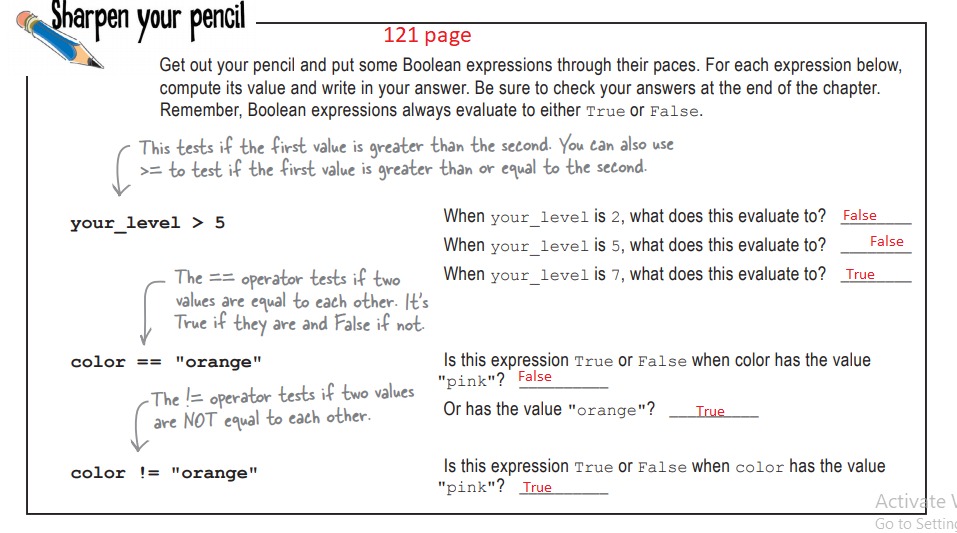 Sharpen your pencil
121 page
Get out your pencil and put some Boolean expressions through their paces. For each expression below,
compute its value and write in your answer. Be sure to check your answers at the end of the chapter.
Remember, Boolean expressions always evaluate to either True or False.
This tests if the first value is greater than the second. You can also use
>= to test if the first value is greater than or equal to the second.
your_level > 5
When your_level is 2, what does this evaluate to? False
When your_level is 5, what does this evaluate to? False
When your_level is 7, what does this evaluate to? True
The == operator tests if two
values are equal to each other. It's
True if they are and False if not.
color == "orange"
Is this expression True or False when color has the value
"pink"? False
Or has the value "orange"? True
The != operator tests if two values
are NOT equal to each other.
color != "orange"
Is this expression True or False when color has the value
"pink"? True
Activate
Go to Setting